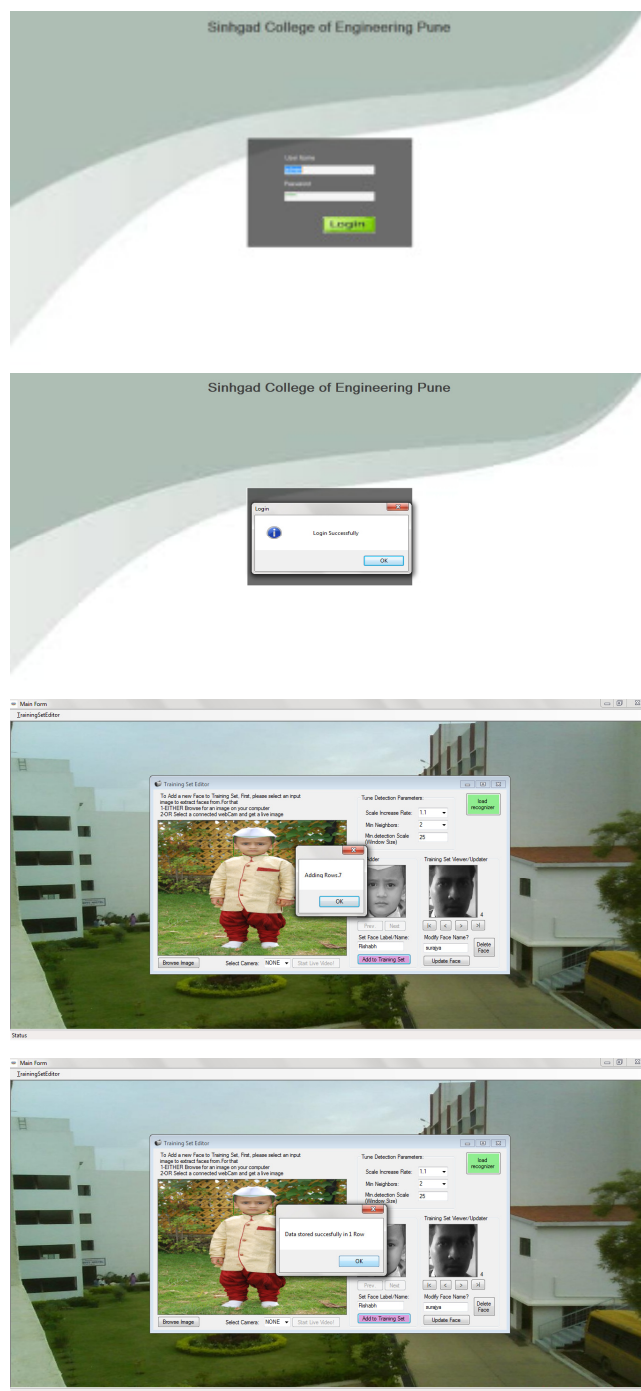 Sinhgad College of Engineering Pune
User Name
admin
Password
Login
Sinhgad College of Engineering Pune
Login
Login Successfully
OK
Main Form
TrainingSetEditor
Training Set Editor
To Add a new Face to Training Set, First, please select an input
image to extract faces from.For that
1-EITHER Browse for an image on your computer
2-OR Select a connected webCam and get a live image
Tune Detection Parameters:
load
recognizer
Scale Increase Rate: 1.1
Min Neighbors: 2
Min.detection Scale 25
(Window Size)
Adding Rows.7
OK
Adder
Training Set Viewer/Updater
4
Prev Next |< < > >|
Set Face Label/Name: Modify Face Name?
Rishabh suraya Delete
Face
Browse Image Select Camera: NONE Start Live Video! Add to Training Set Update Face
Status
Main Form
TrainingSetEditor
Training Set Editor
To Add a new Face to Training Set, First, please select an input
image to extract faces from.For that
1-EITHER Browse for an image on your computer
2-OR Select a connected webCam and get a live image
Tune Detection Parameters:
load
recognizer
Scale Increase Rate: 1.1
Min Neighbors: 2
Min.detection Scale 25
(Window Size)
Data stored succesfully in 1 Row
OK
Training Set Viewer/Updater
4
Prev Next |< < > >|
Set Face Label/Name: Modify Face Name?
Rishabh suraya Delete
Face
Browse Image Select Camera: NONE Start Live Video! Add to Training Set Update Face